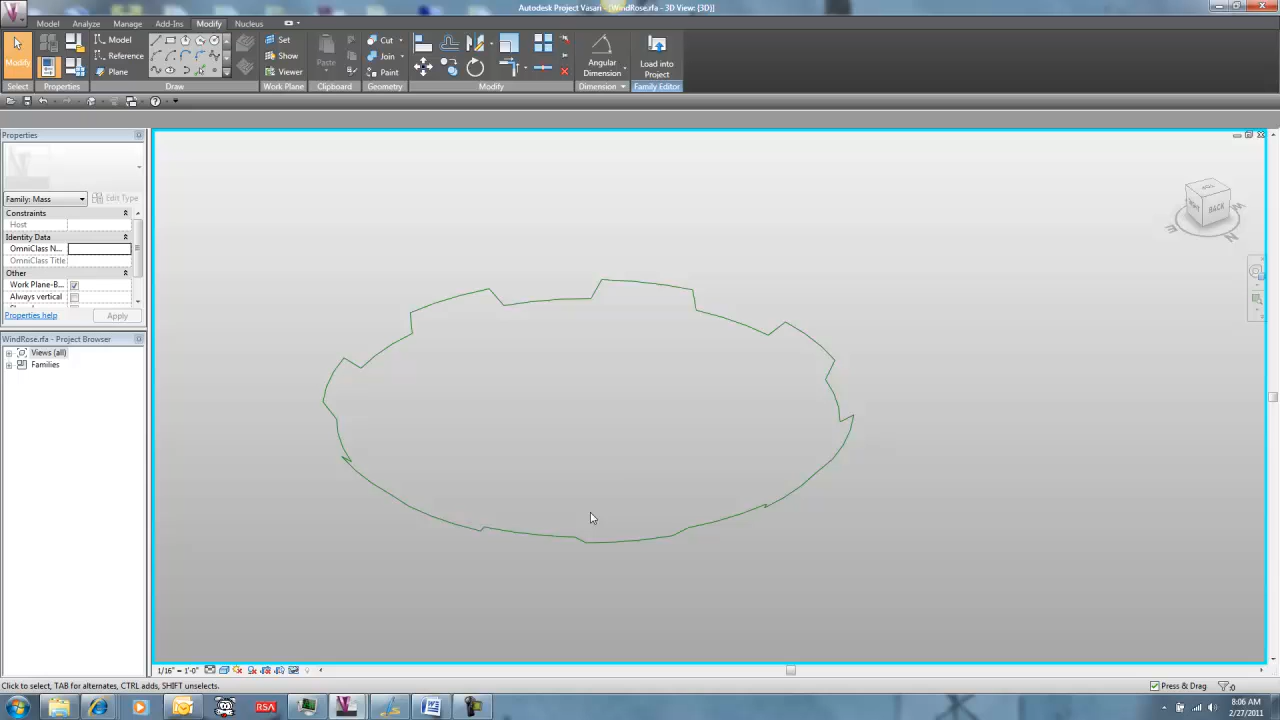 Autodesk Project Vasari - [WindRose.rfa - 3D View: {3D}]
Model Analyze Manage Add-Ins Modify Nucleus
Modify
Model
Reference
Plane
Set
Show
Viewer
Paste
Cut
Join
Paint
Angular
Dimension
Load into
Project
Select Properties Draw Work Plane Clipboard Geometry Modify Dimension Family Editor
Properties
Family: Mass Edit Type
Constraints
Host
Identity Data
OmniClass N...
OmniClass Title
Other
Work Plane-B...
Always vertical
Properties help Apply
WindRose.rfa - Project Browser
Views (all)
Families
BACK
1/16" = 1'-0"
Click to select, TAB for alternates, CTRL adds, SHIFT unselects.
Press & Drag
:0
RSA
8:06 AM
2/27/2011